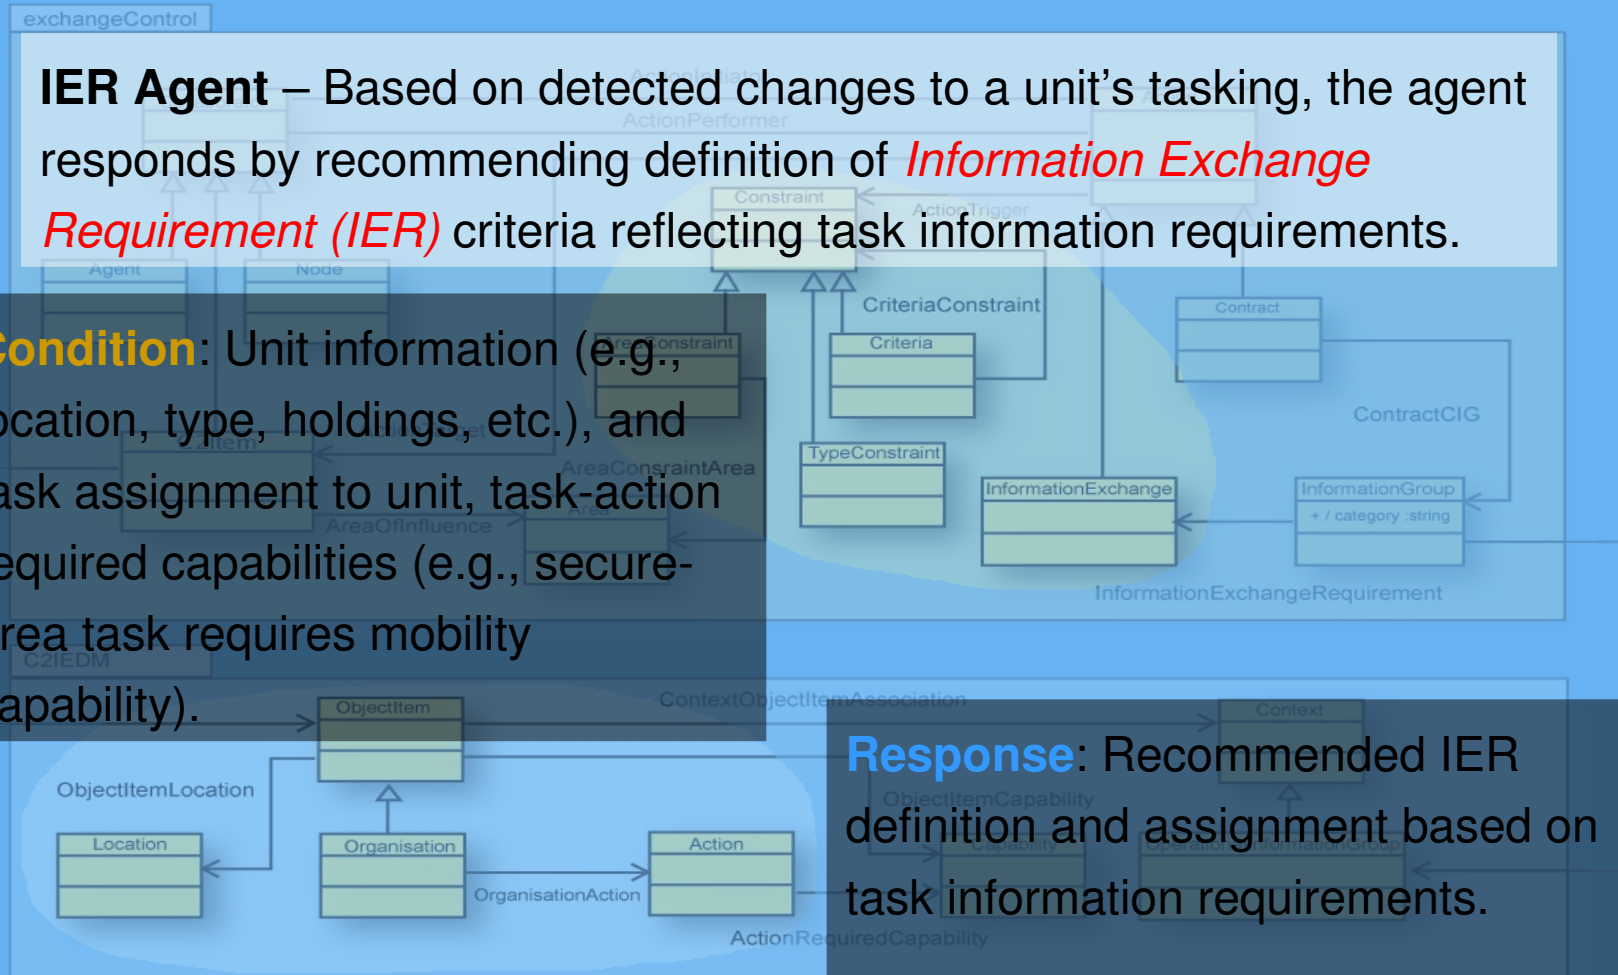 exchangeControl
IER Agent – Based on detected changes to a unit’s tasking, the agent
responds by recommending definition of Information Exchange
Requirement (IER) criteria reflecting task information requirements.
ActionPerformer
Constraint
ActionTrigger
Agent
Node
CriteriaConstraint
Contract
AreaConstraint
Criteria
Condition: Unit information (e.g.,
ocation, type, holdings, etc.), and
ask assignment to unit, task-action
equired capabilities (e.g., secure-
rea task requires mobility
apability).
ContractCIG
C2Item
TypeConstraint
AreaConsraintArea
InformationExchange
InformationGroup
+ / category :string
AreaOfInfluence
Area
InformationExchangeRequirement
C2IEDM
ContextObjectItemAssociation
ObjectItem
Context
Response: Recommended IER
definition and assignment based on
task information requirements.
ObjectItemLocation
ObjectItemCapability
Location
Organisation
Action
Capability
OrganisationAction
ActionRequiredCapability